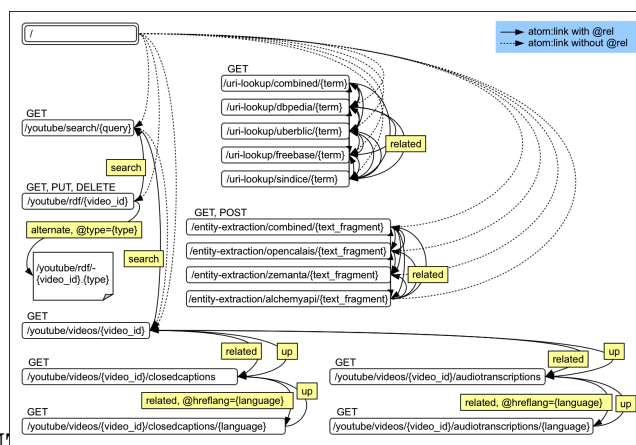 /
atom:link with @rel
atom:link without @rel
GET
/uri-lookup/combined/{term}
/uri-lookup/dbpedia/{term}
/uri-lookup/uberblic/{term}
/uri-lookup/freebase/{term}
/uri-lookup/sindice/{term}
related
GET
/youtube/search/{query}
search
GET, PUT, DELETE
/youtube/rdf/{video_id}
alternate, @type={type}
search
/youtube/rdf/-
{video_id}.{type}
GET, POST
/entity-extraction/combined/{text_fragment}
/entity-extraction/opencalais/{text_fragment}
/entity-extraction/zemanta/{text_fragment}
/entity-extraction/alchemyapi/{text_fragment}
related
GET
/youtube/videos/{video_id}
related
up
related
up
GET
/youtube/videos/{video_id}/closedcaptions
GET
/youtube/videos/{video_id}/audiotranscriptions
related, @hreflang={language}
up
related, @hreflang={language}
up
GET
/youtube/videos/{video_id}/closedcaptions/{language}
GET
/youtube/videos/{video_id}/audiotranscriptions/{language}